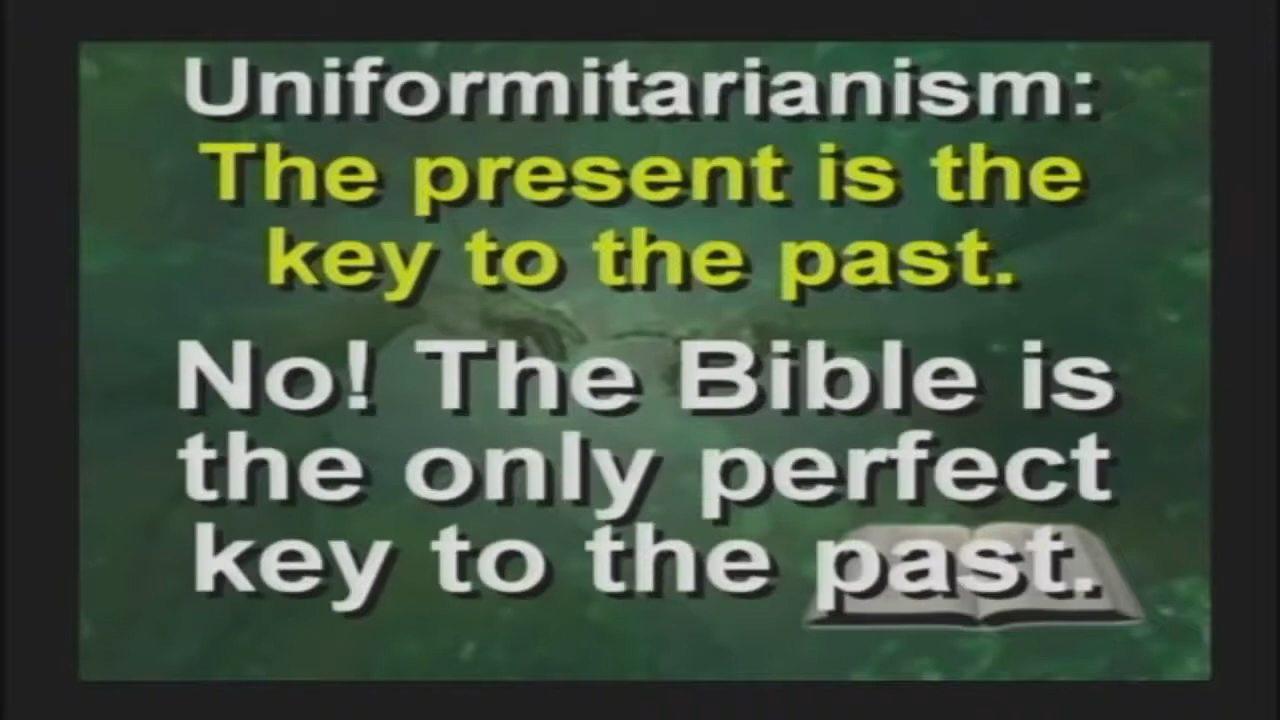 Uniformitarianism:
The present is the
key to the past.
No! The Bible is
the only perfect
key to the past.